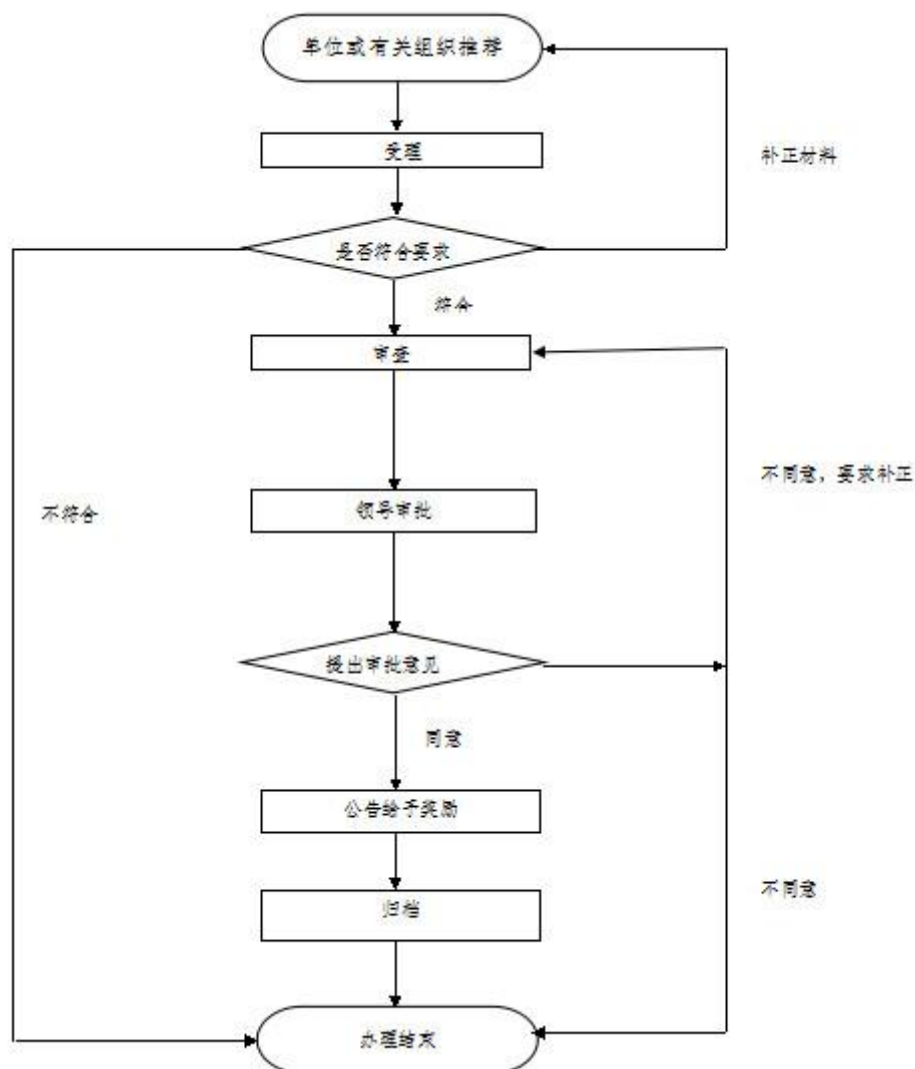 单位或有关组织推荐
受理
补正材料
是否符合要求
符合
审查
不同意，要求补正
领导审批
不符合
提出审批意见
同意
公告给予奖励
不同意
归档
办理结束